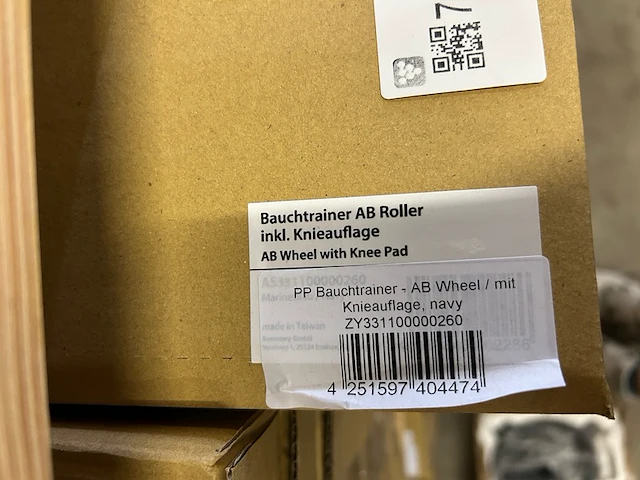 7
Bauchtrainer AB Roller
inkl. Knieauflage
AB Wheel with Knee Pad
AS331100000260
PP Bauchtrainer - AB Wheel / mit
Knieauflage, navy
ZY331100000260
made in Taiwan
4 251597 404474